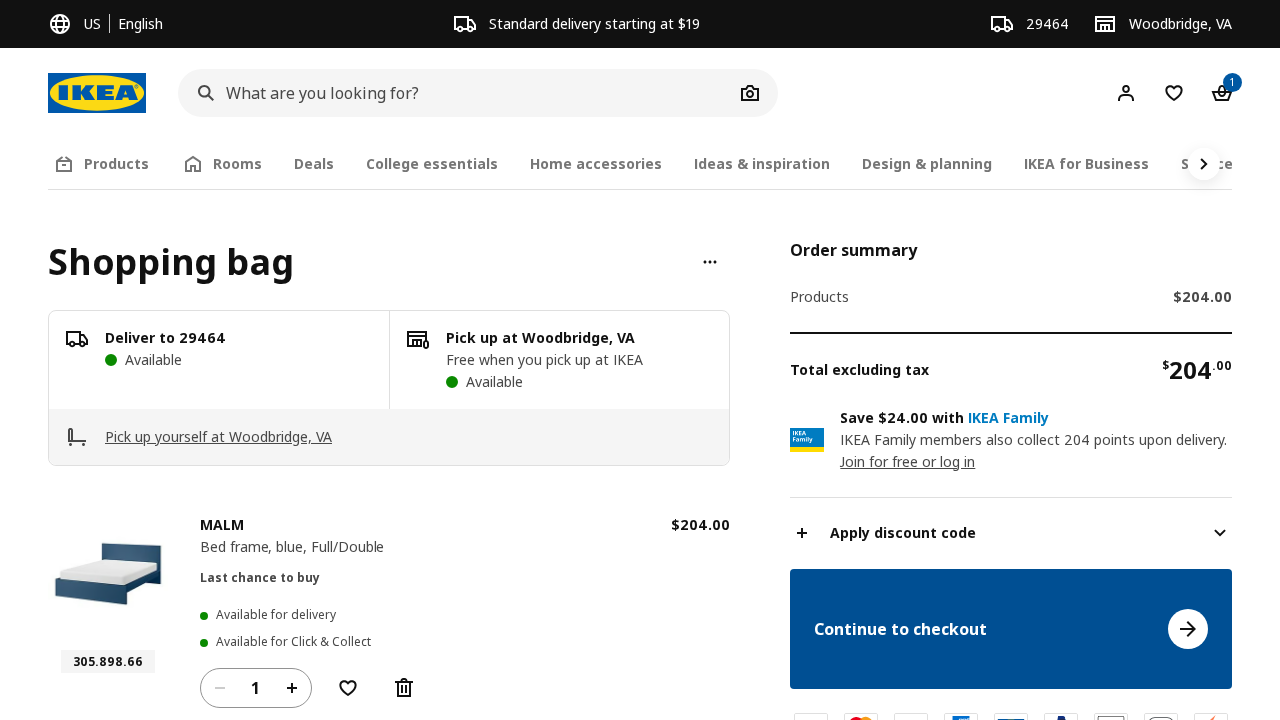 US English
Standard delivery starting at $19
29464
Woodbridge, VA
IKEA
What are you looking for?
1
Products
Rooms
Deals
College essentials
Home accessories
Ideas & inspiration
Design & planning
IKEA for Business
Shopping bag
Deliver to 29464
Available
Pick up at Woodbridge, VA
Free when you pick up at IKEA
Available
Pick up yourself at Woodbridge, VA
MALM
$204.00
Bed frame, blue, Full/Double
Last chance to buy
Available for delivery
Available for Click & Collect
305.898.66
1
Order summary
Products
$204.00
Total excluding tax
$204.00
Save $24.00 with IKEA Family
IKEA Family
IKEA Family members also collect 204 points upon delivery.
Join for free or log in
Apply discount code
Continue to checkout